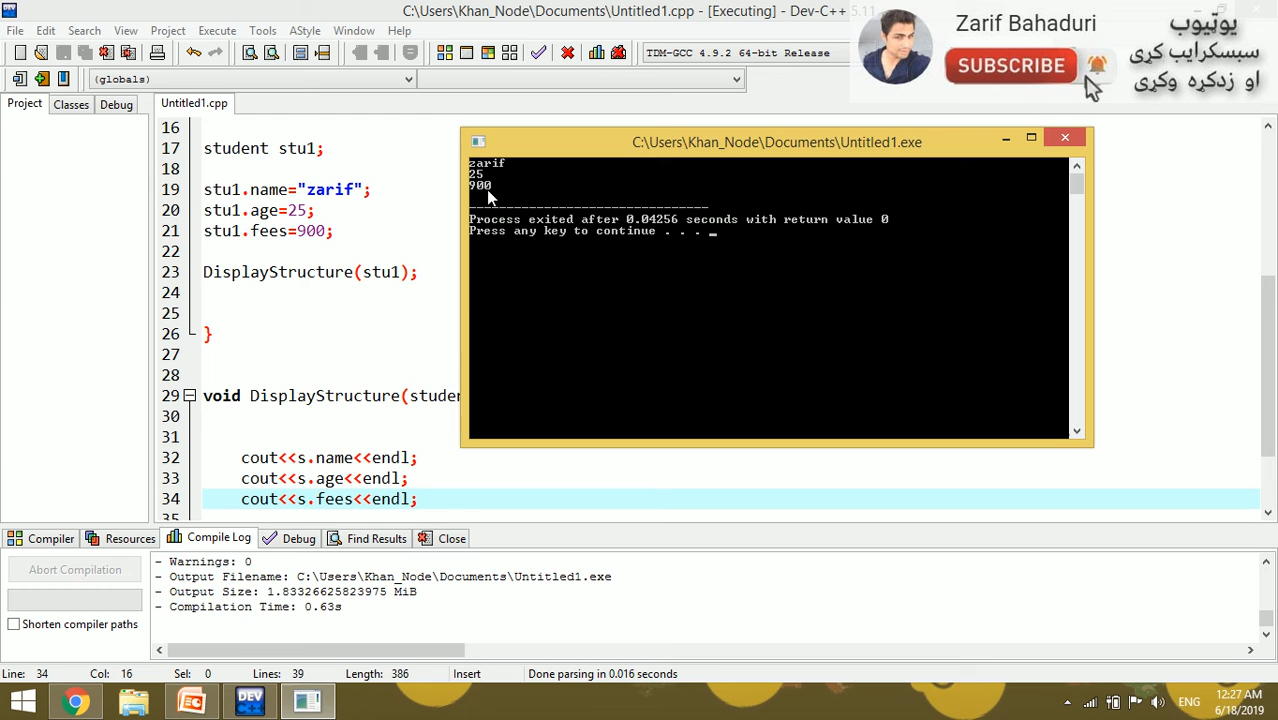 C:\Users\Khan_Node\Documents\Untitled1.cpp - [Executing] - Dev-C++ 5.11
File Edit Search View Project Execute Tools AStyle Window Help
TDM-GCC 4.9.2 64-bit Release
(globals)
Zarif Bahaduri
SUBSCRIBE
یوټیوب
سبسکرایب کړی
او زدکړه وکړی
Project Classes Debug
Untitled1.cpp
16
17 student stu1;
18
19 stu1.name="zarif";
20 stu1.age=25;
21 stu1.fees=900;
22
23 DisplayStructure(stu1);
24
25
26 }
27
28
29 void DisplayStructure(studen
30
31
32 cout<<s.name<<endl;
33 cout<<s.age<<endl;
34 cout<<s.fees<<endl;
35
C:\Users\Khan_Node\Documents\Untitled1.exe
zarif
25
900
--------------------------------
Process exited after 0.04256 seconds with return value 0
Press any key to continue . . . _
Compiler Resources Compile Log Debug Find Results Close
Abort Compilation
Shorten compiler paths
- Warnings: 0
- Output Filename: C:\Users\Khan_Node\Documents\Untitled1.exe
- Output Size: 1.83326625823975 MiB
- Compilation Time: 0.63s
Line: 34 Col: 16 Sel: 0 Lines: 39 Length: 386 Insert Done parsing in 0.016 seconds
DEV
ENG
12:27 AM
6/18/2019